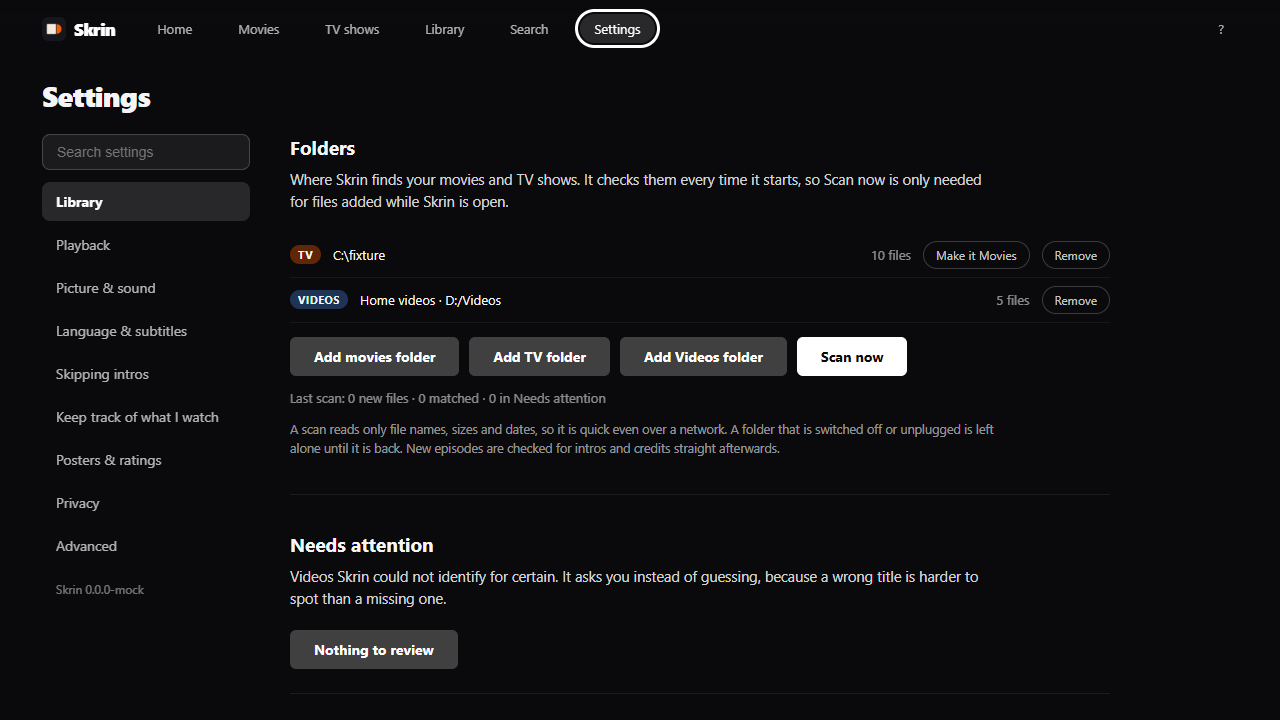 Skrin Home Movies TV shows Library Search Settings ?
Settings
Search settings
Library
Playback
Picture & sound
Language & subtitles
Skipping intros
Keep track of what I watch
Posters & ratings
Privacy
Advanced
Skrin 0.0.0-mock
Folders
Where Skrin finds your movies and TV shows. It checks them every time it starts, so Scan now is only needed
for files added while Skrin is open.
TV C:\fixture 10 files Make it Movies Remove
VIDEOS Home videos · D:/Videos 5 files Remove
Add movies folder Add TV folder Add Videos folder Scan now
Last scan: 0 new files · 0 matched · 0 in Needs attention
A scan reads only file names, sizes and dates, so it is quick even over a network. A folder that is switched off or unplugged is left
alone until it is back. New episodes are checked for intros and credits straight afterwards.
Needs attention
Videos Skrin could not identify for certain. It asks you instead of guessing, because a wrong title is harder to
spot than a missing one.
Nothing to review